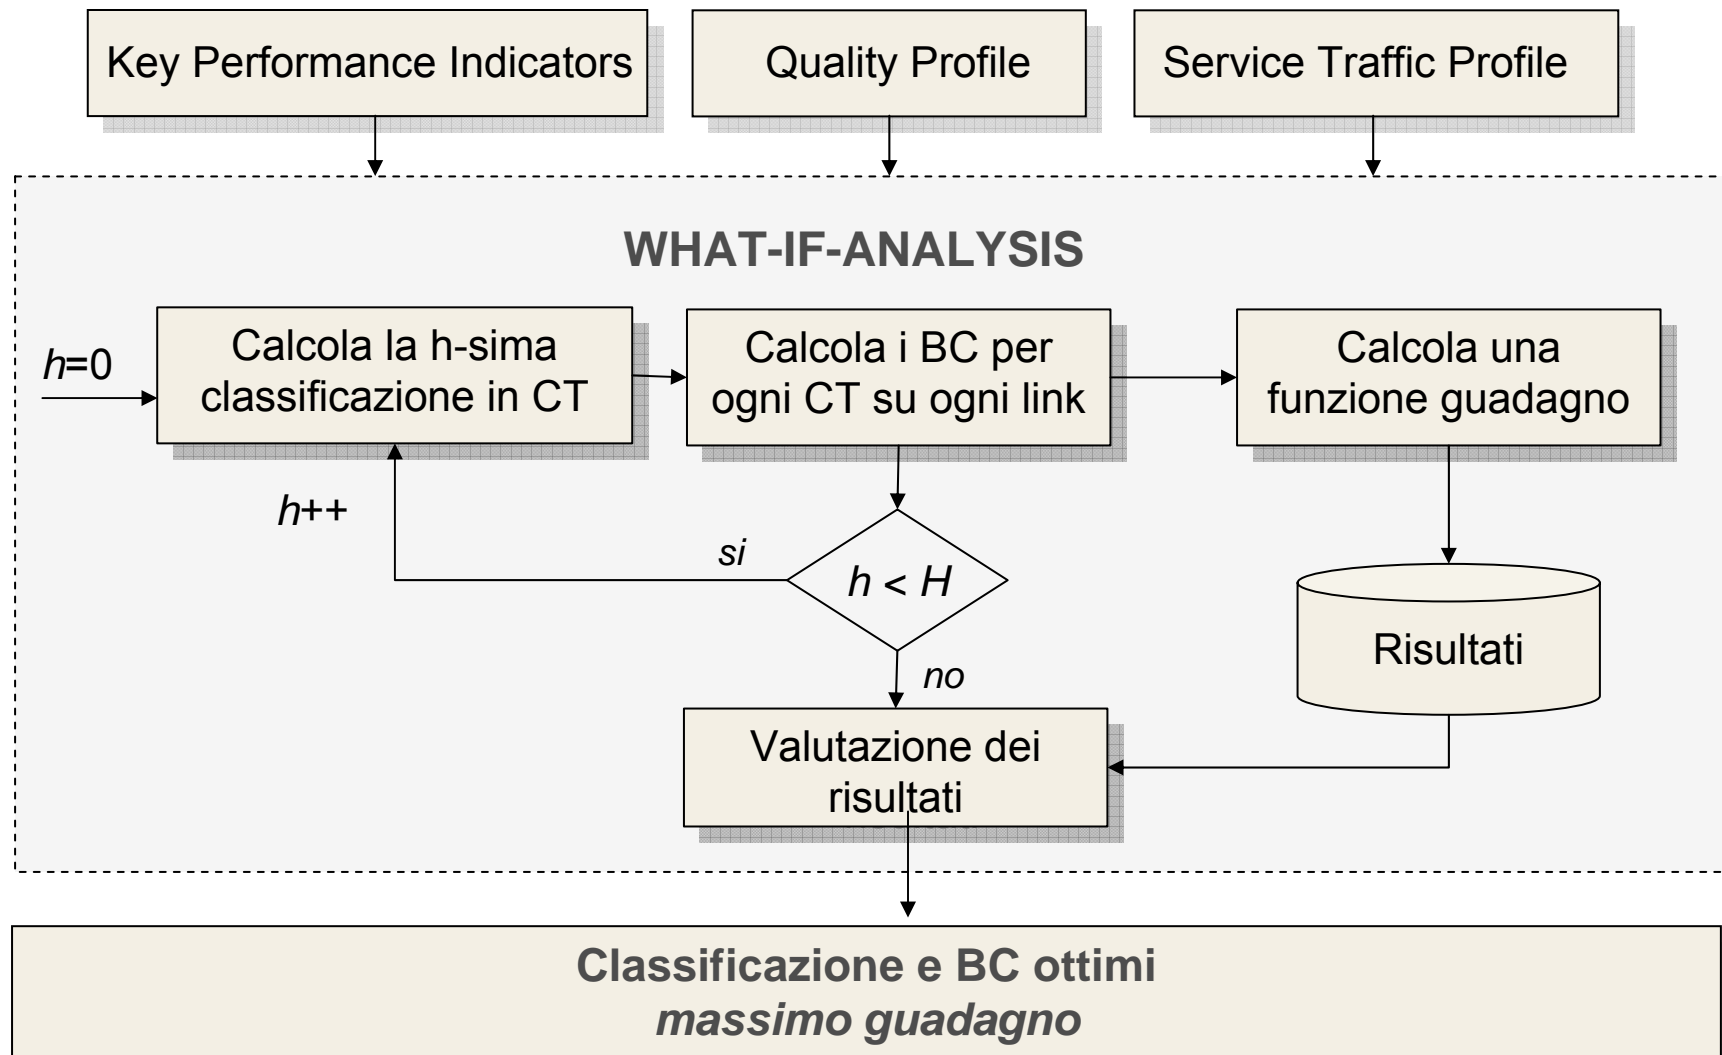 Key Performance Indicators
Quality Profile
Service Traffic Profile
WHAT-IF-ANALYSIS
h=0
Calcola la h-sima
classificazione in CT
Calcola i BC per
ogni CT su ogni link
Calcola una
funzione guadagno
h++
si
h < H
no
Risultati
Valutazione dei
risultati
Classificazione e BC ottimi
massimo guadagno